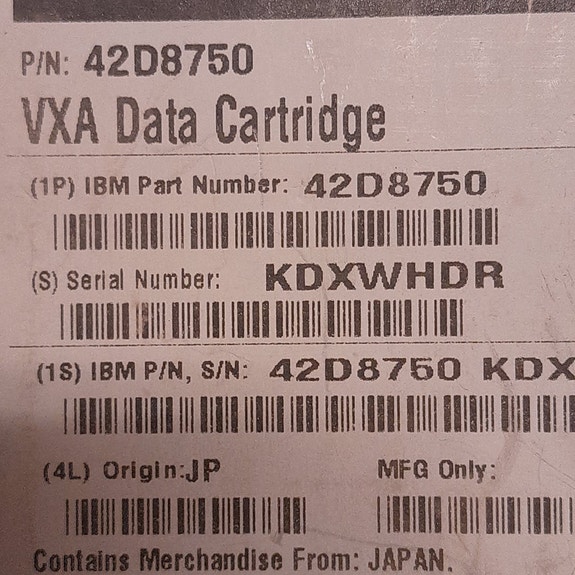 P/N: 42D8750
VXA Data Cartridge
(1P) IBM Part Number: 42D8750
(S) Serial Number: KDXWHDR
(1S) IBM P/N, S/N: 42D8750 KDX
(4L) Origin:JP MFG Only:
Contains Merchandise From: JAPAN.